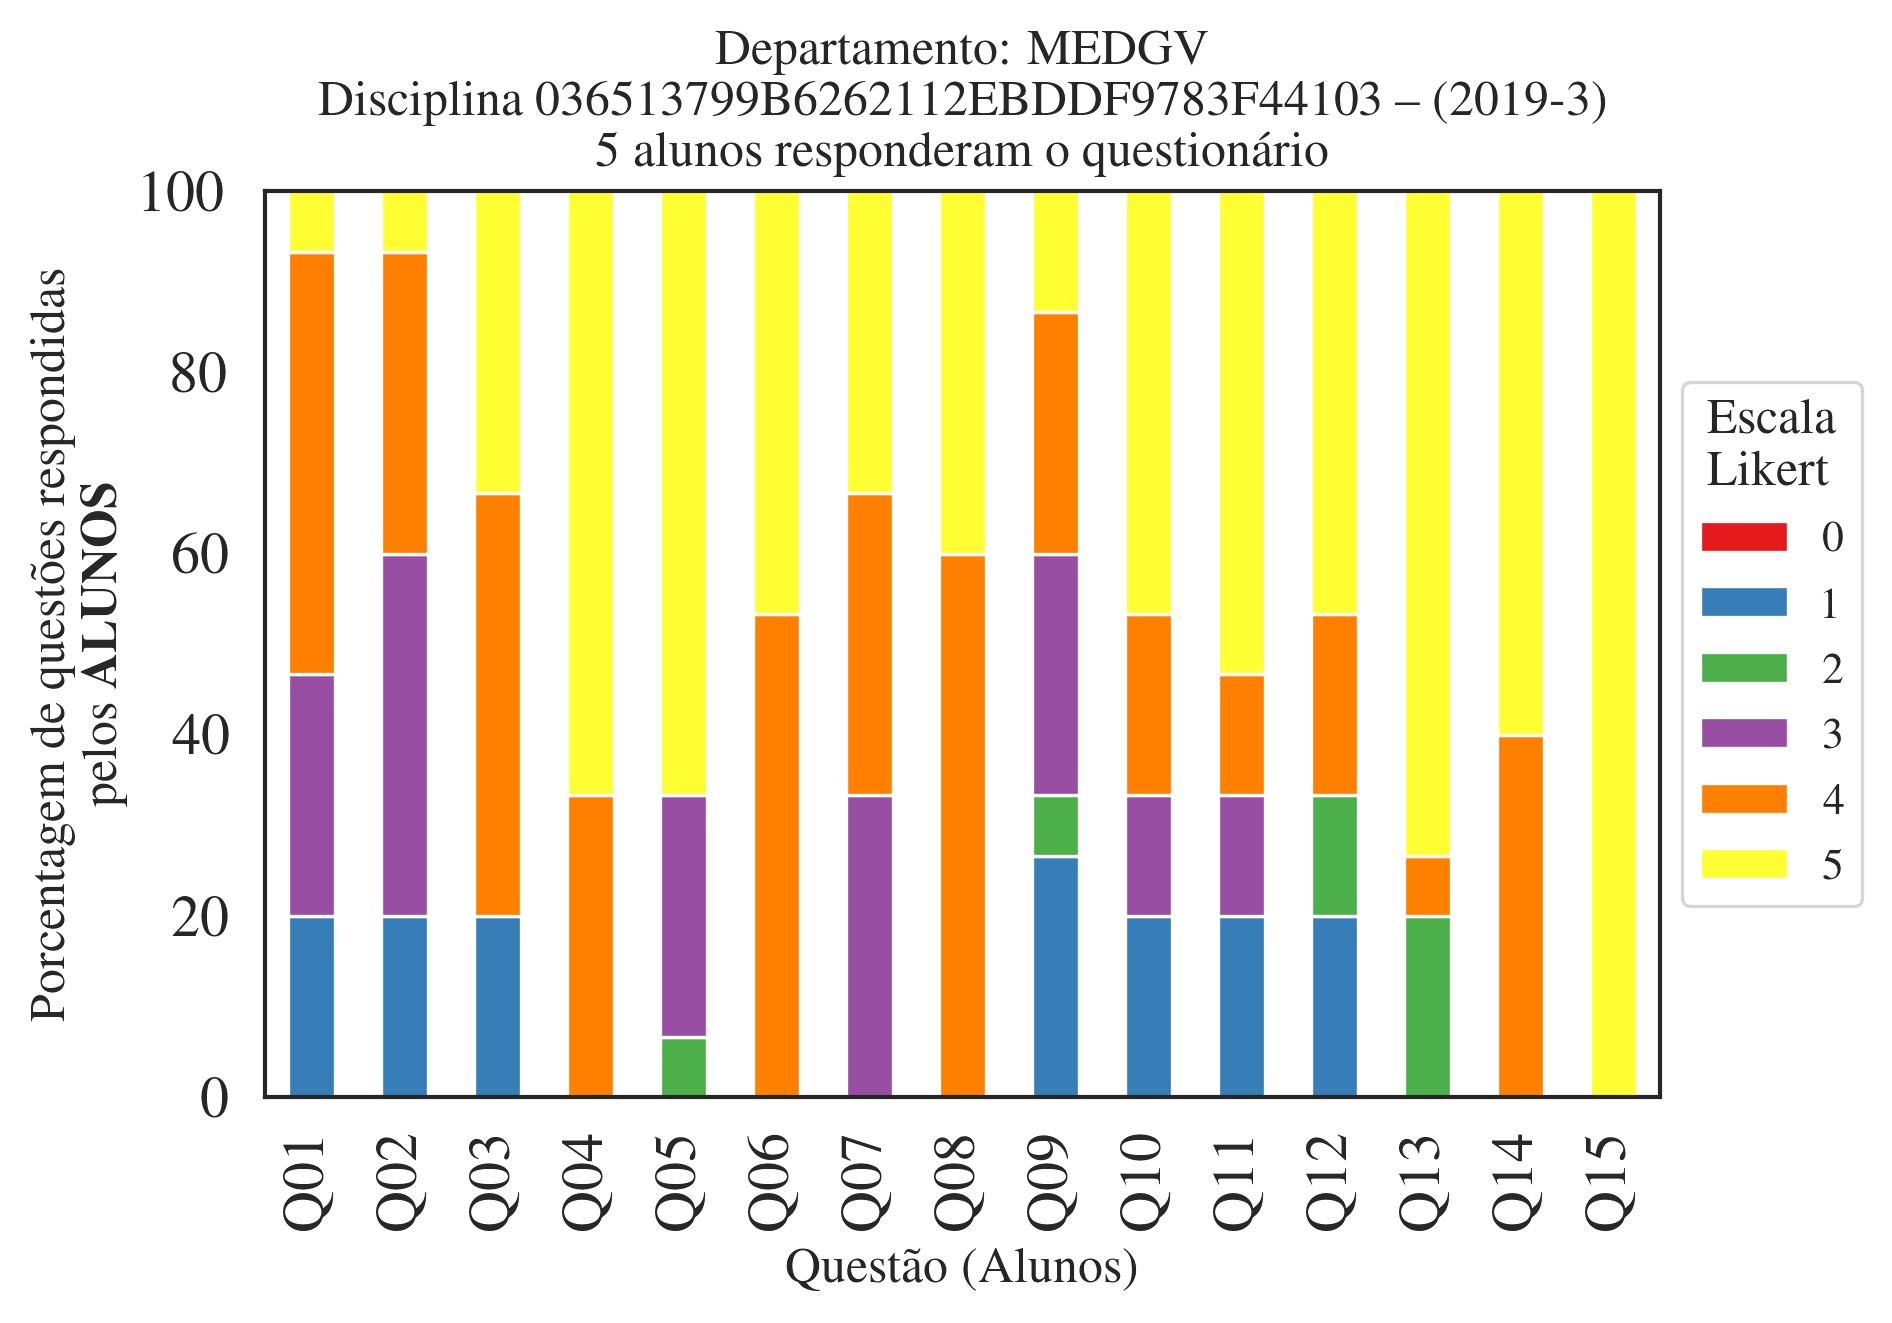 Departamento: MEDGV
Disciplina 036513799B6262112EBDDF9783F44103 – (2019-3)
5 alunos responderam o questionário
Porcentagem de questões respondidas
pelos ALUNOS
100
80
60
40
20
0
Q01
Q02
Q03
Q04
Q05
Q06
Q07
Q08
Q09
Q10
Q11
Q12
Q13
Q14
Q15
Questão (Alunos)
Escala
Likert
0
1
2
3
4
5